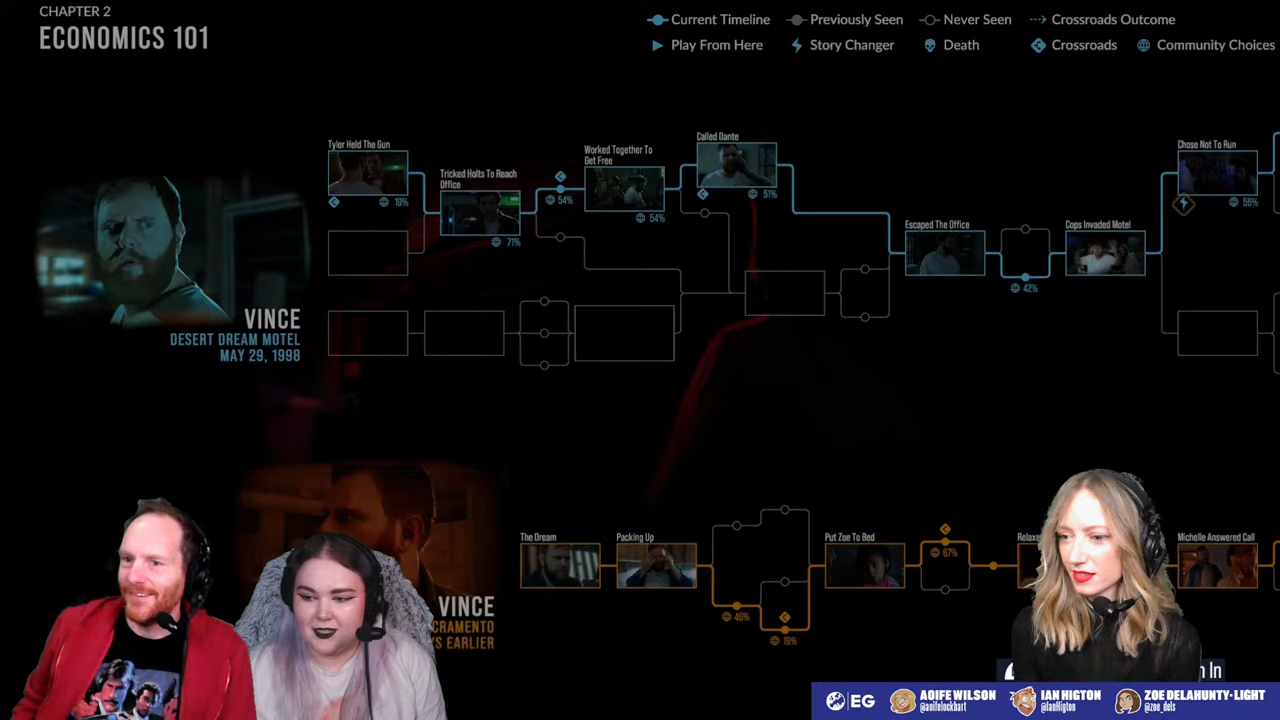 CHAPTER 2
ECONOMICS 101
Current Timeline
Previously Seen
Never Seen
Crossroads Outcome
Play From Here
Story Changer
Death
Crossroads
Community Choices
Tyler Held The Gun
19%
Tricked Holts To Reach
Office
71%
54%
Worked Together To
Get Free
54%
Called Dante
51%
Escaped The Office
42%
Cops Invaded Motel
Chose Not To Run
56%
VINCE
DESERT DREAM MOTEL
MAY 29, 1998
The Dream
Packing Up
46%
19%
Put Zoe To Bed
67%
Michelle Answered Call
VINCE
EARLIER
EG
AOIFE WILSON
@aoifelockhart
IAN HIGTON
@IanHigton
ZOE DELAHUNTY-LIGHT
@zoe_dels